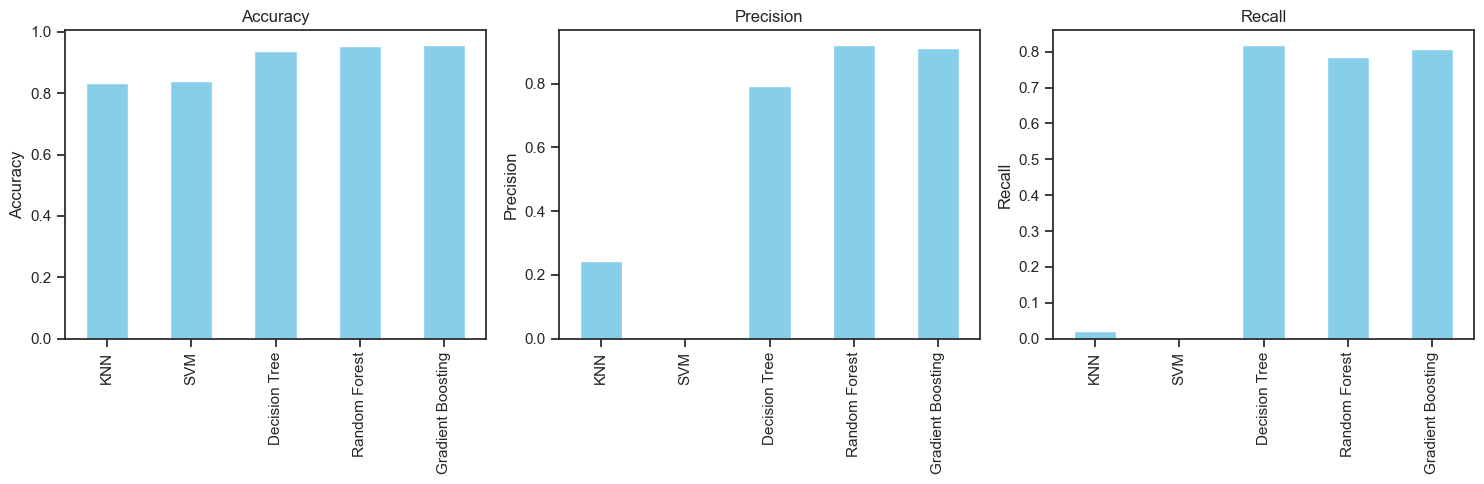 Accuracy
Accuracy
1.0
0.8
0.6
0.4
0.2
0.0
KNN
SVM
Decision Tree
Random Forest
Gradient Boosting
Precision
Precision
0.8
0.6
0.4
0.2
0.0
KNN
SVM
Decision Tree
Random Forest
Gradient Boosting
Recall
Recall
0.8
0.7
0.6
0.5
0.4
0.3
0.2
0.1
0.0
KNN
SVM
Decision Tree
Random Forest
Gradient Boosting